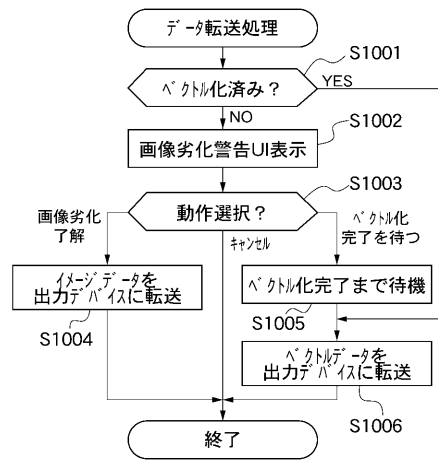 データ転送処理
S1001
ベクトル化済み？
YES
NO
S1002
画像劣化警告UI表示
S1003
動作選択？
画像劣化
了解
キャンセル
ベクトル化
完了を待つ
イメージデータを
出力デバイスに転送
S1004
ベクトル化完了まで待機
S1005
ベクトルデータを
出力デバイスに転送
S1006
終了